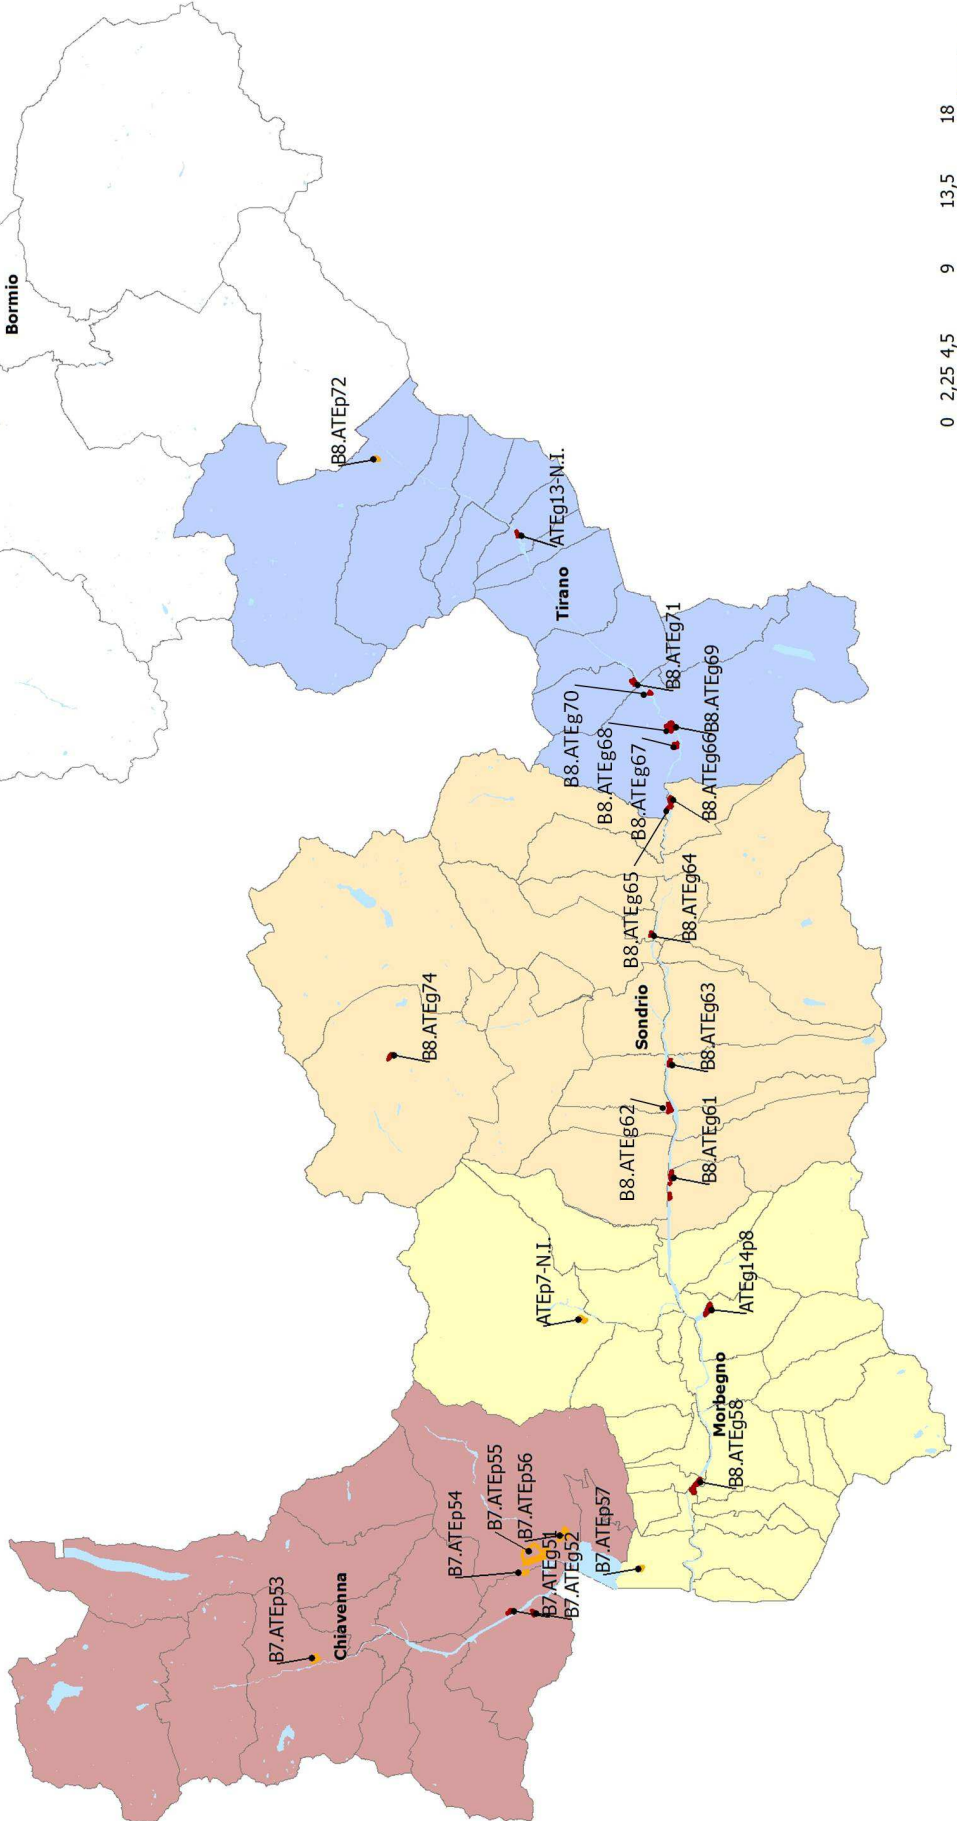 Bormio
B8.ATEp72
ATEg13-N.I.
Tirano
B8.ATEg71
B8.ATEg70
B8.ATEg69
B8.ATEg68
B8.ATEg67
B8.ATEg66
B8.ATEg65
B8.ATEg64
B8.ATEg74
Sondrio
B8.ATEg63
B8.ATEg62
B8.ATEg61
ATEp7-N.I.
ATEg14p8
Morbegno
B8.ATEg58
B7.ATEp55
B7.ATEp54
B7.ATEp56
B7.ATEp57
B7.ATEg51
B7.ATEg52
B7.ATEp53
Chiavenna
0 2,25 4,5 9 13,5 18